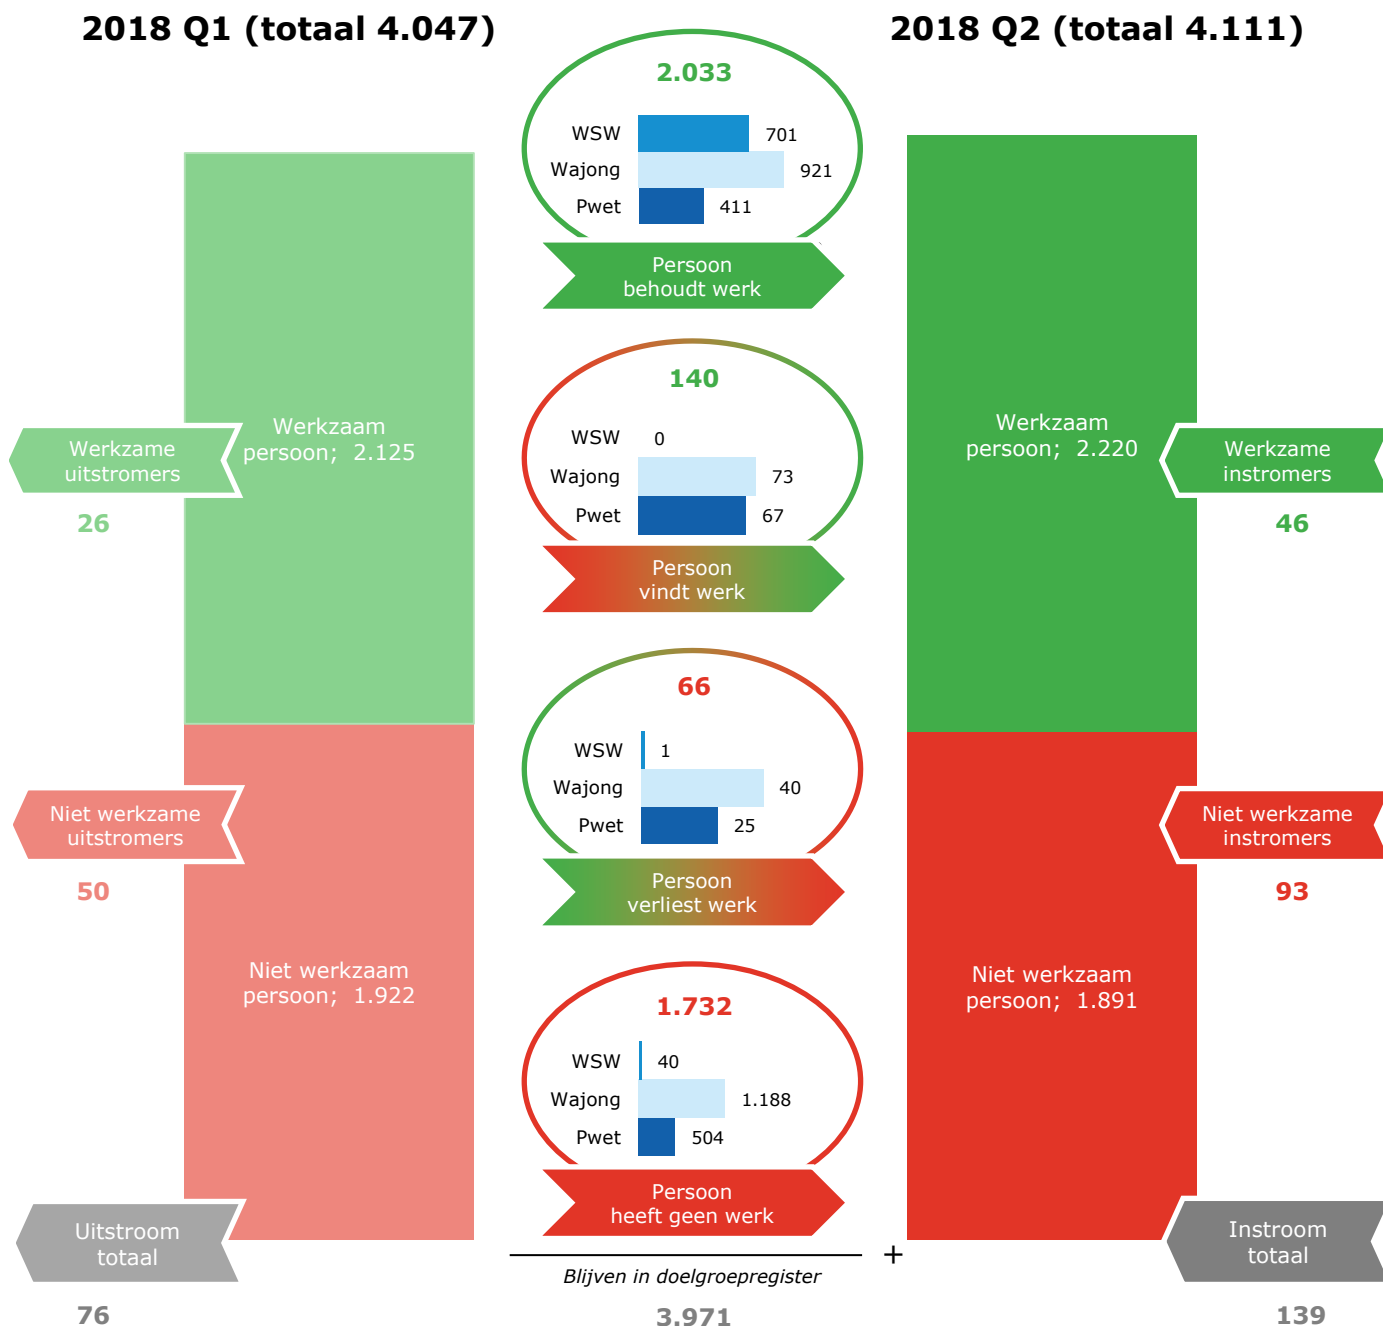 2018 Q1 (totaal 4.047)
2018 Q2 (totaal 4.111)
2.033
WSW 701
Wajong 921
Pwet 411
Persoon
behoudt werk
140
WSW 0
Wajong 73
Pwet 67
Persoon
vindt werk
66
WSW 1
Wajong 40
Pwet 25
Persoon
verliest werk
1.732
WSW 40
Wajong 1.188
Pwet 504
Persoon
heeft geen werk
Blijven in doelgroepregister
3.971
+
Werkzaam
persoon; 2.125
Werkzame
uitstromers
26
Niet werkzame
uitstromers
50
Niet werkzaam
persoon; 1.922
Uitstroom
totaal
76
Werkzaam
persoon; 2.220
Werkzame
instromers
46
Niet werkzame
instromers
93
Niet werkzaam
persoon; 1.891
Instroom
totaal
139